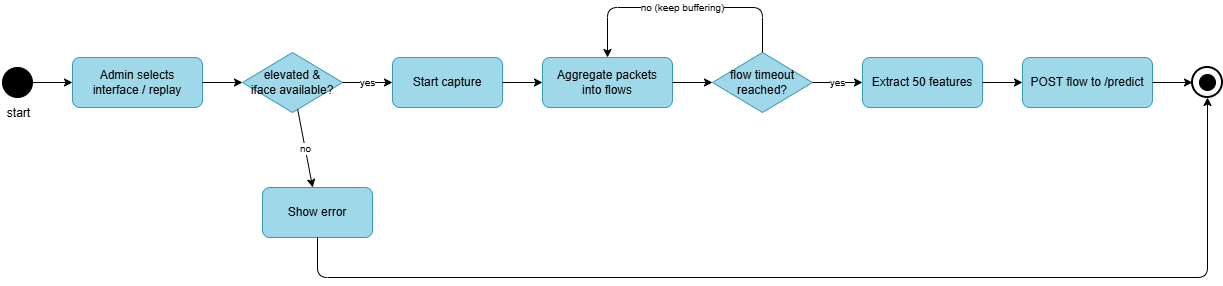 no (keep buffering)
start
Admin selects
interface / replay
elevated &
iface available?
yes
Start capture
Aggregate packets
into flows
flow timeout
reached?
yes
Extract 50 features
POST flow to /predict
no
Show error